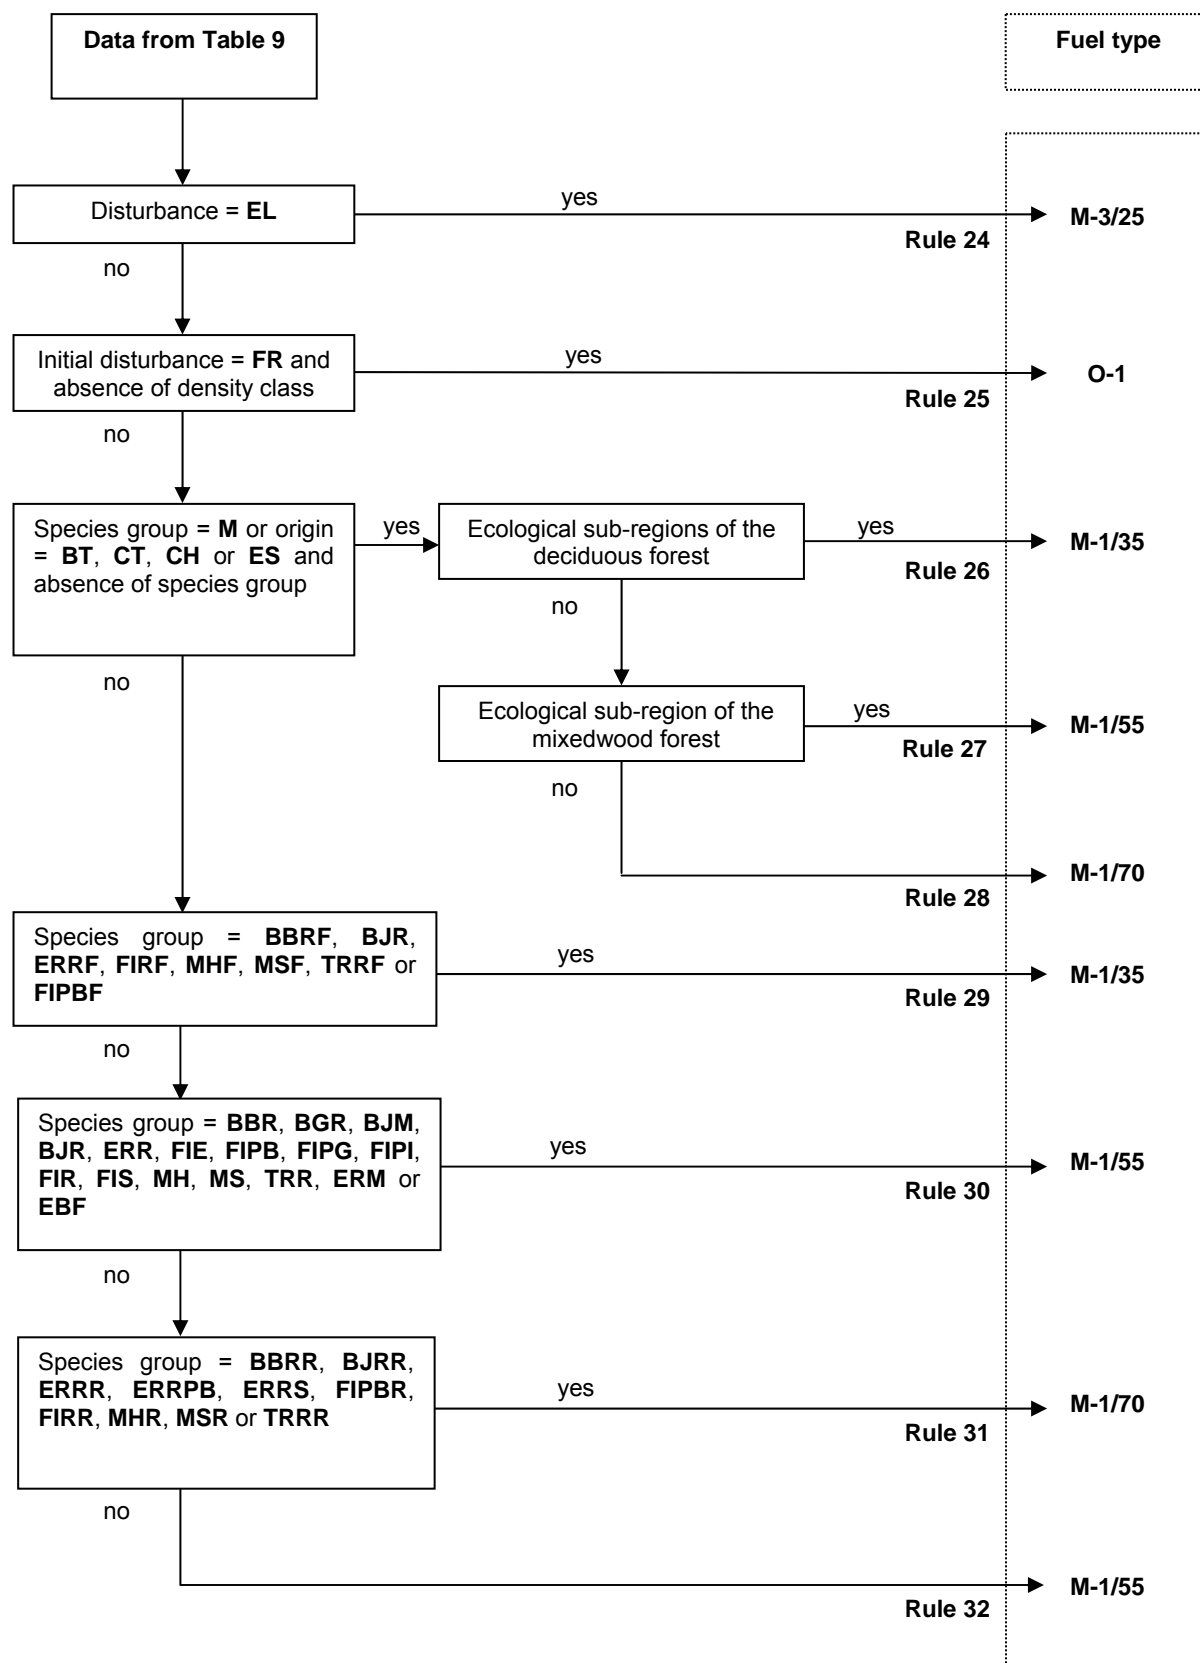 Data from Table 9
Fuel type
Disturbance = EL
yes
Rule 24
M-3/25
no
Initial disturbance = FR and
absence of density class
yes
Rule 25
O-1
no
Species group = M or origin
= BT, CT, CH or ES and
absence of species group
yes
Ecological sub-regions of the
deciduous forest
yes
Rule 26
M-1/35
no
no
Ecological sub-region of the
mixedwood forest
yes
Rule 27
M-1/55
no
Rule 28
M-1/70
Species group = BBRF, BJR,
ERRF, FIRF, MHF, MSF, TRRF or
FIPBF
yes
Rule 29
M-1/35
no
Species group = BBR, BGR, BJM,
BJR, ERR, FIE, FIPB, FIPG, FIPI,
FIR, FIS, MH, MS, TRR, ERM or
EBF
yes
Rule 30
M-1/55
no
Species group = BBRR, BJRR,
ERRR, ERRPB, ERRS, FIPBR,
FIRR, MHR, MSR or TRRR
yes
Rule 31
M-1/70
no
Rule 32
M-1/55